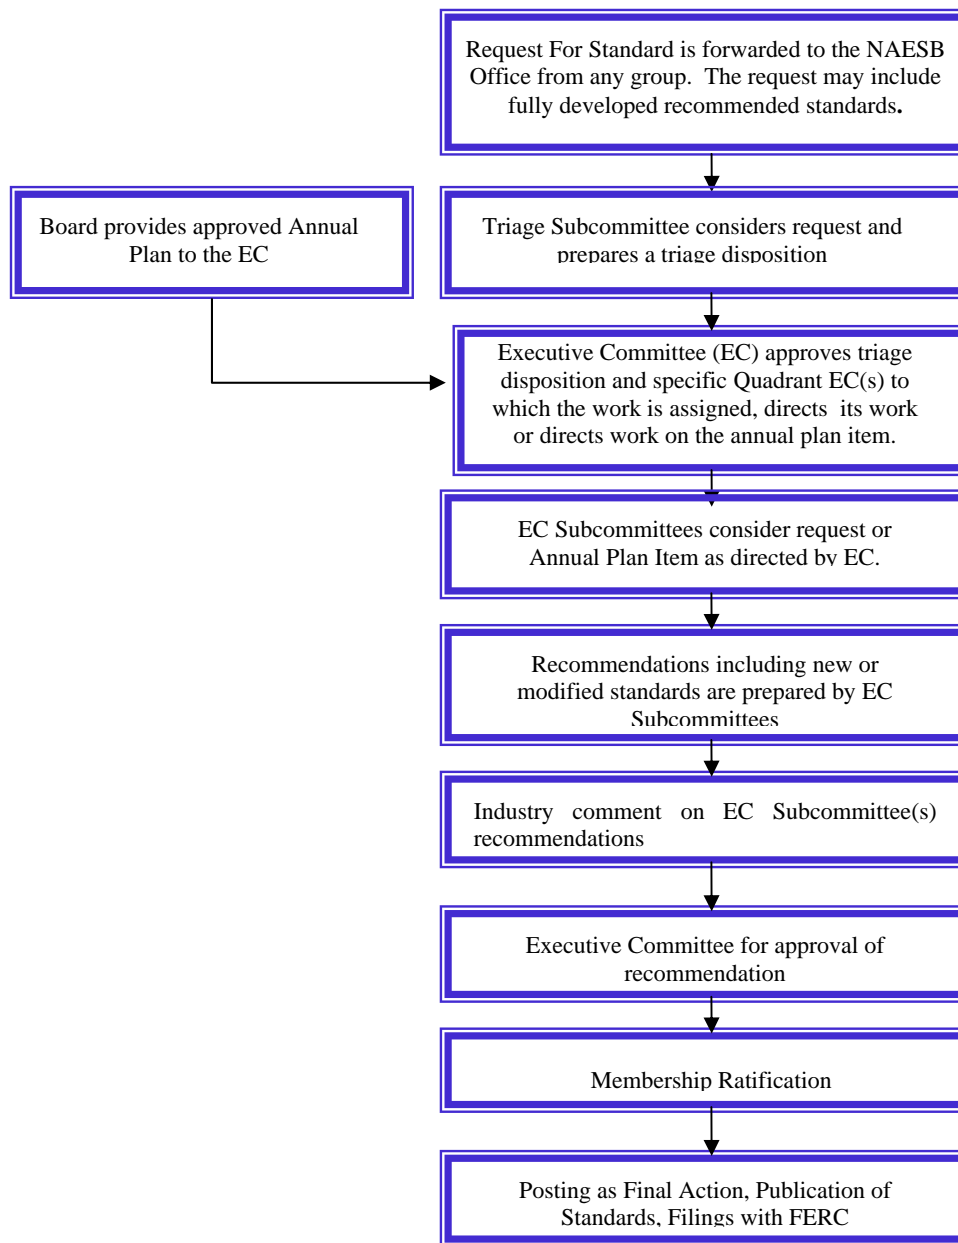 Request For Standard is forwarded to the NAESB
Office from any group.  The request may include
fully developed recommended standards.
Board provides approved Annual
Plan to the EC
Triage Subcommittee considers request and
prepares a triage disposition
Executive Committee (EC) approves triage
disposition and specific Quadrant EC(s) to
which the work is assigned, directs  its work
or directs work on the annual plan item.
EC Subcommittees consider request or
Annual Plan Item as directed by EC.
Recommendations including new or
modified standards are prepared by EC
Subcommittees
Industry comment on EC Subcommittee(s)
recommendations
Executive Committee for approval of
recommendation
Membership Ratification
Posting as Final Action, Publication of
Standards, Filings with FERC